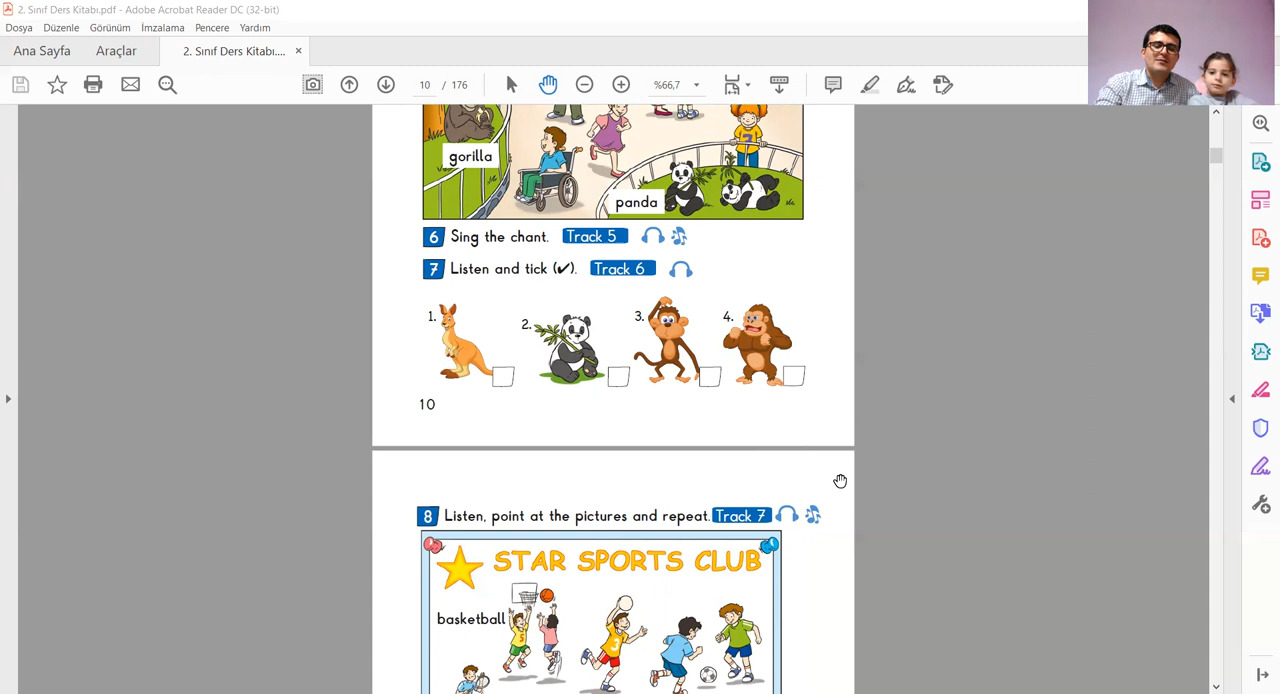 2. Sınıf Ders Kitabı.pdf - Adobe Acrobat Reader DC (32-bit)
Dosya Düzenle Görünüm İmzalama Pencere Yardım
Ana Sayfa Araçlar 2. Sınıf Ders Kitabı.... ×
10 / 176 %66,7
gorilla
7
panda
6 Sing the chant. Track 5
7 Listen and tick (✔). Track 6
1. 2. 3. 4.
10
8 Listen, point at the pictures and repeat. Track 7
STAR SPORTS CLUB
basketball
5
3